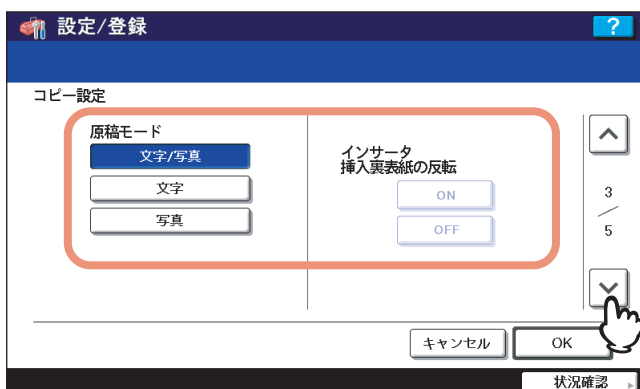 設定/登録
?
コピー設定
原稿モード
文字/写真
文字
写真
インサータ
挿入裏表紙の反転
ON
OFF
3
/
5
キャンセル
OK
状況確認